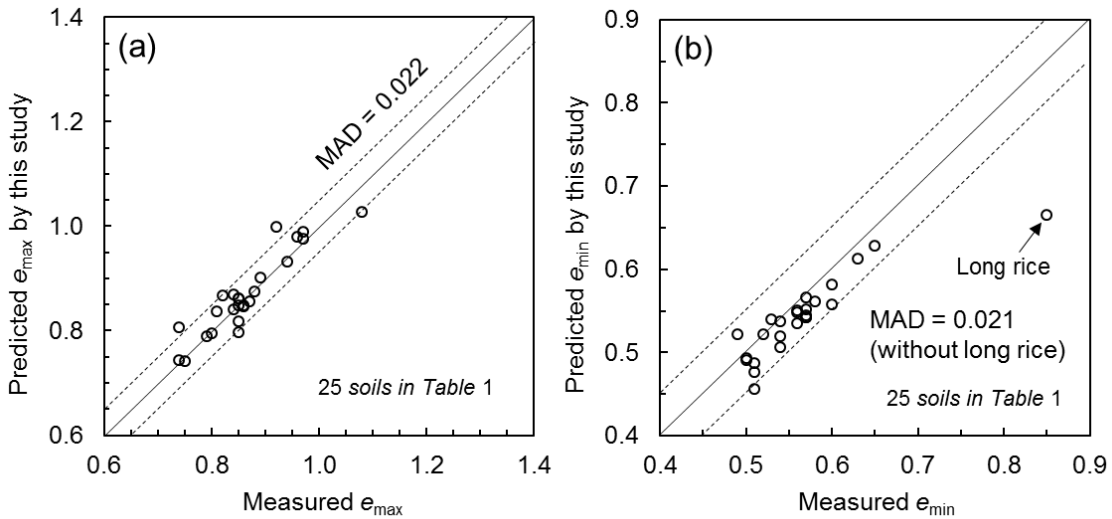 (a)
1.4
1.2
1.0
0.8
0.6
Predicted emax by this study
MAD = 0.022
25 soils in Table 1
0.6 0.8 1.0 1.2 1.4
Measured emax
(b)
0.9
0.8
0.7
0.6
0.5
0.4
Predicted emin by this study
Long rice
MAD = 0.021
(without long rice)
25 soils in Table 1
0.4 0.5 0.6 0.7 0.8 0.9
Measured emin